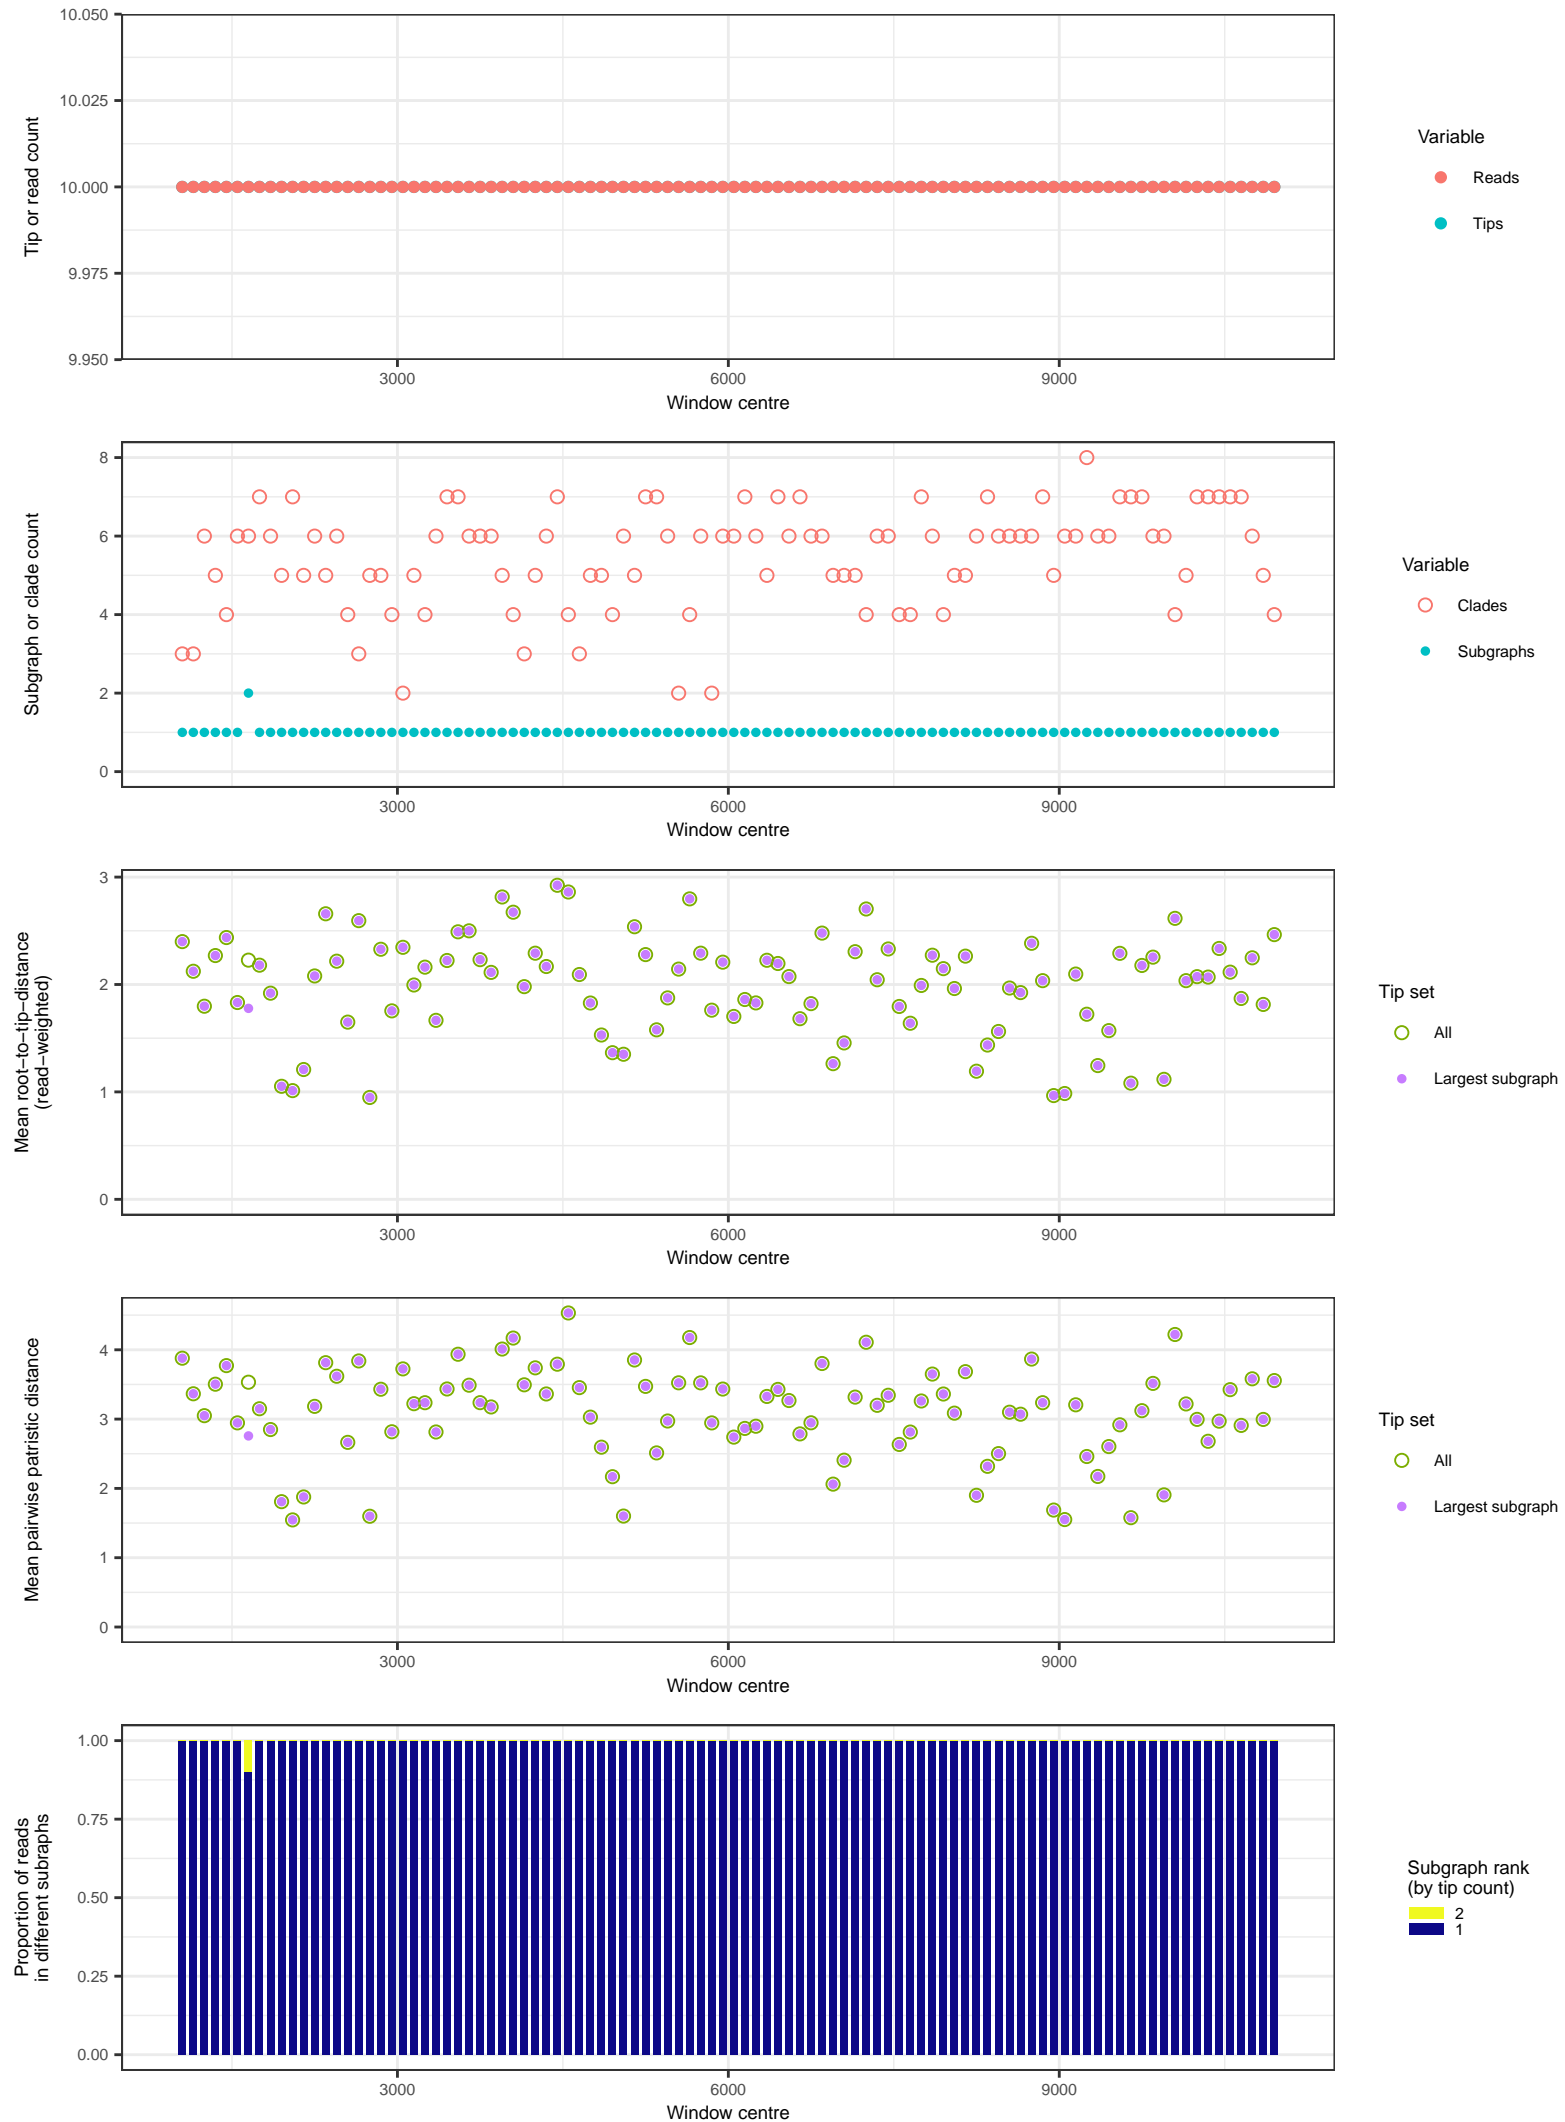 10.050
10.025
10.000
9.975
9.950
Tip or read count
3000
6000
9000
Window centre
Variable
Reads
Tips
8
6
4
2
0
Subgraph or clade count
3000
6000
9000
Window centre
Variable
Clades
Subgraphs
3
2
1
0
Mean root−to−tip−distance
(read−weighted)
3000
6000
9000
Window centre
Tip set
All
Largest subgraph
4
3
2
1
0
Mean pairwise patristic distance
3000
6000
9000
Window centre
Tip set
All
Largest subgraph
1.00
0.75
0.50
0.25
0.00
Proportion of reads
in different subraphs
3000
6000
9000
Window centre
Subgraph rank
(by tip count)
2
1